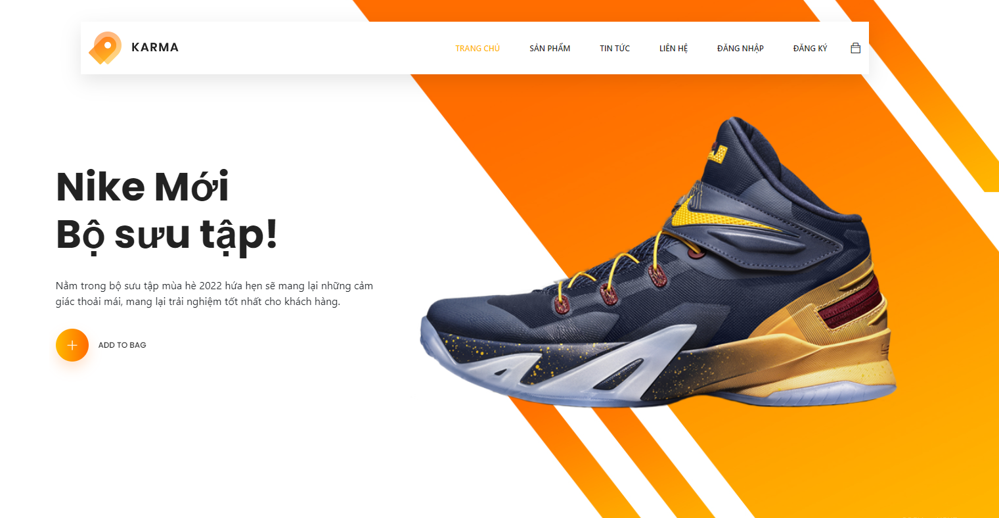 KARMA
TRANG CHỦ SẢN PHẨM TIN TỨC LIÊN HỆ ĐĂNG NHẬP ĐĂNG KÝ
Nike Mới
Bộ sưu tập!
Nằm trong bộ sưu tập mùa hè 2022 hứa hẹn sẽ mang lại những cảm
giác thoải mái, mang lại trải nghiệm tốt nhất cho khách hàng.
ADD TO BAG